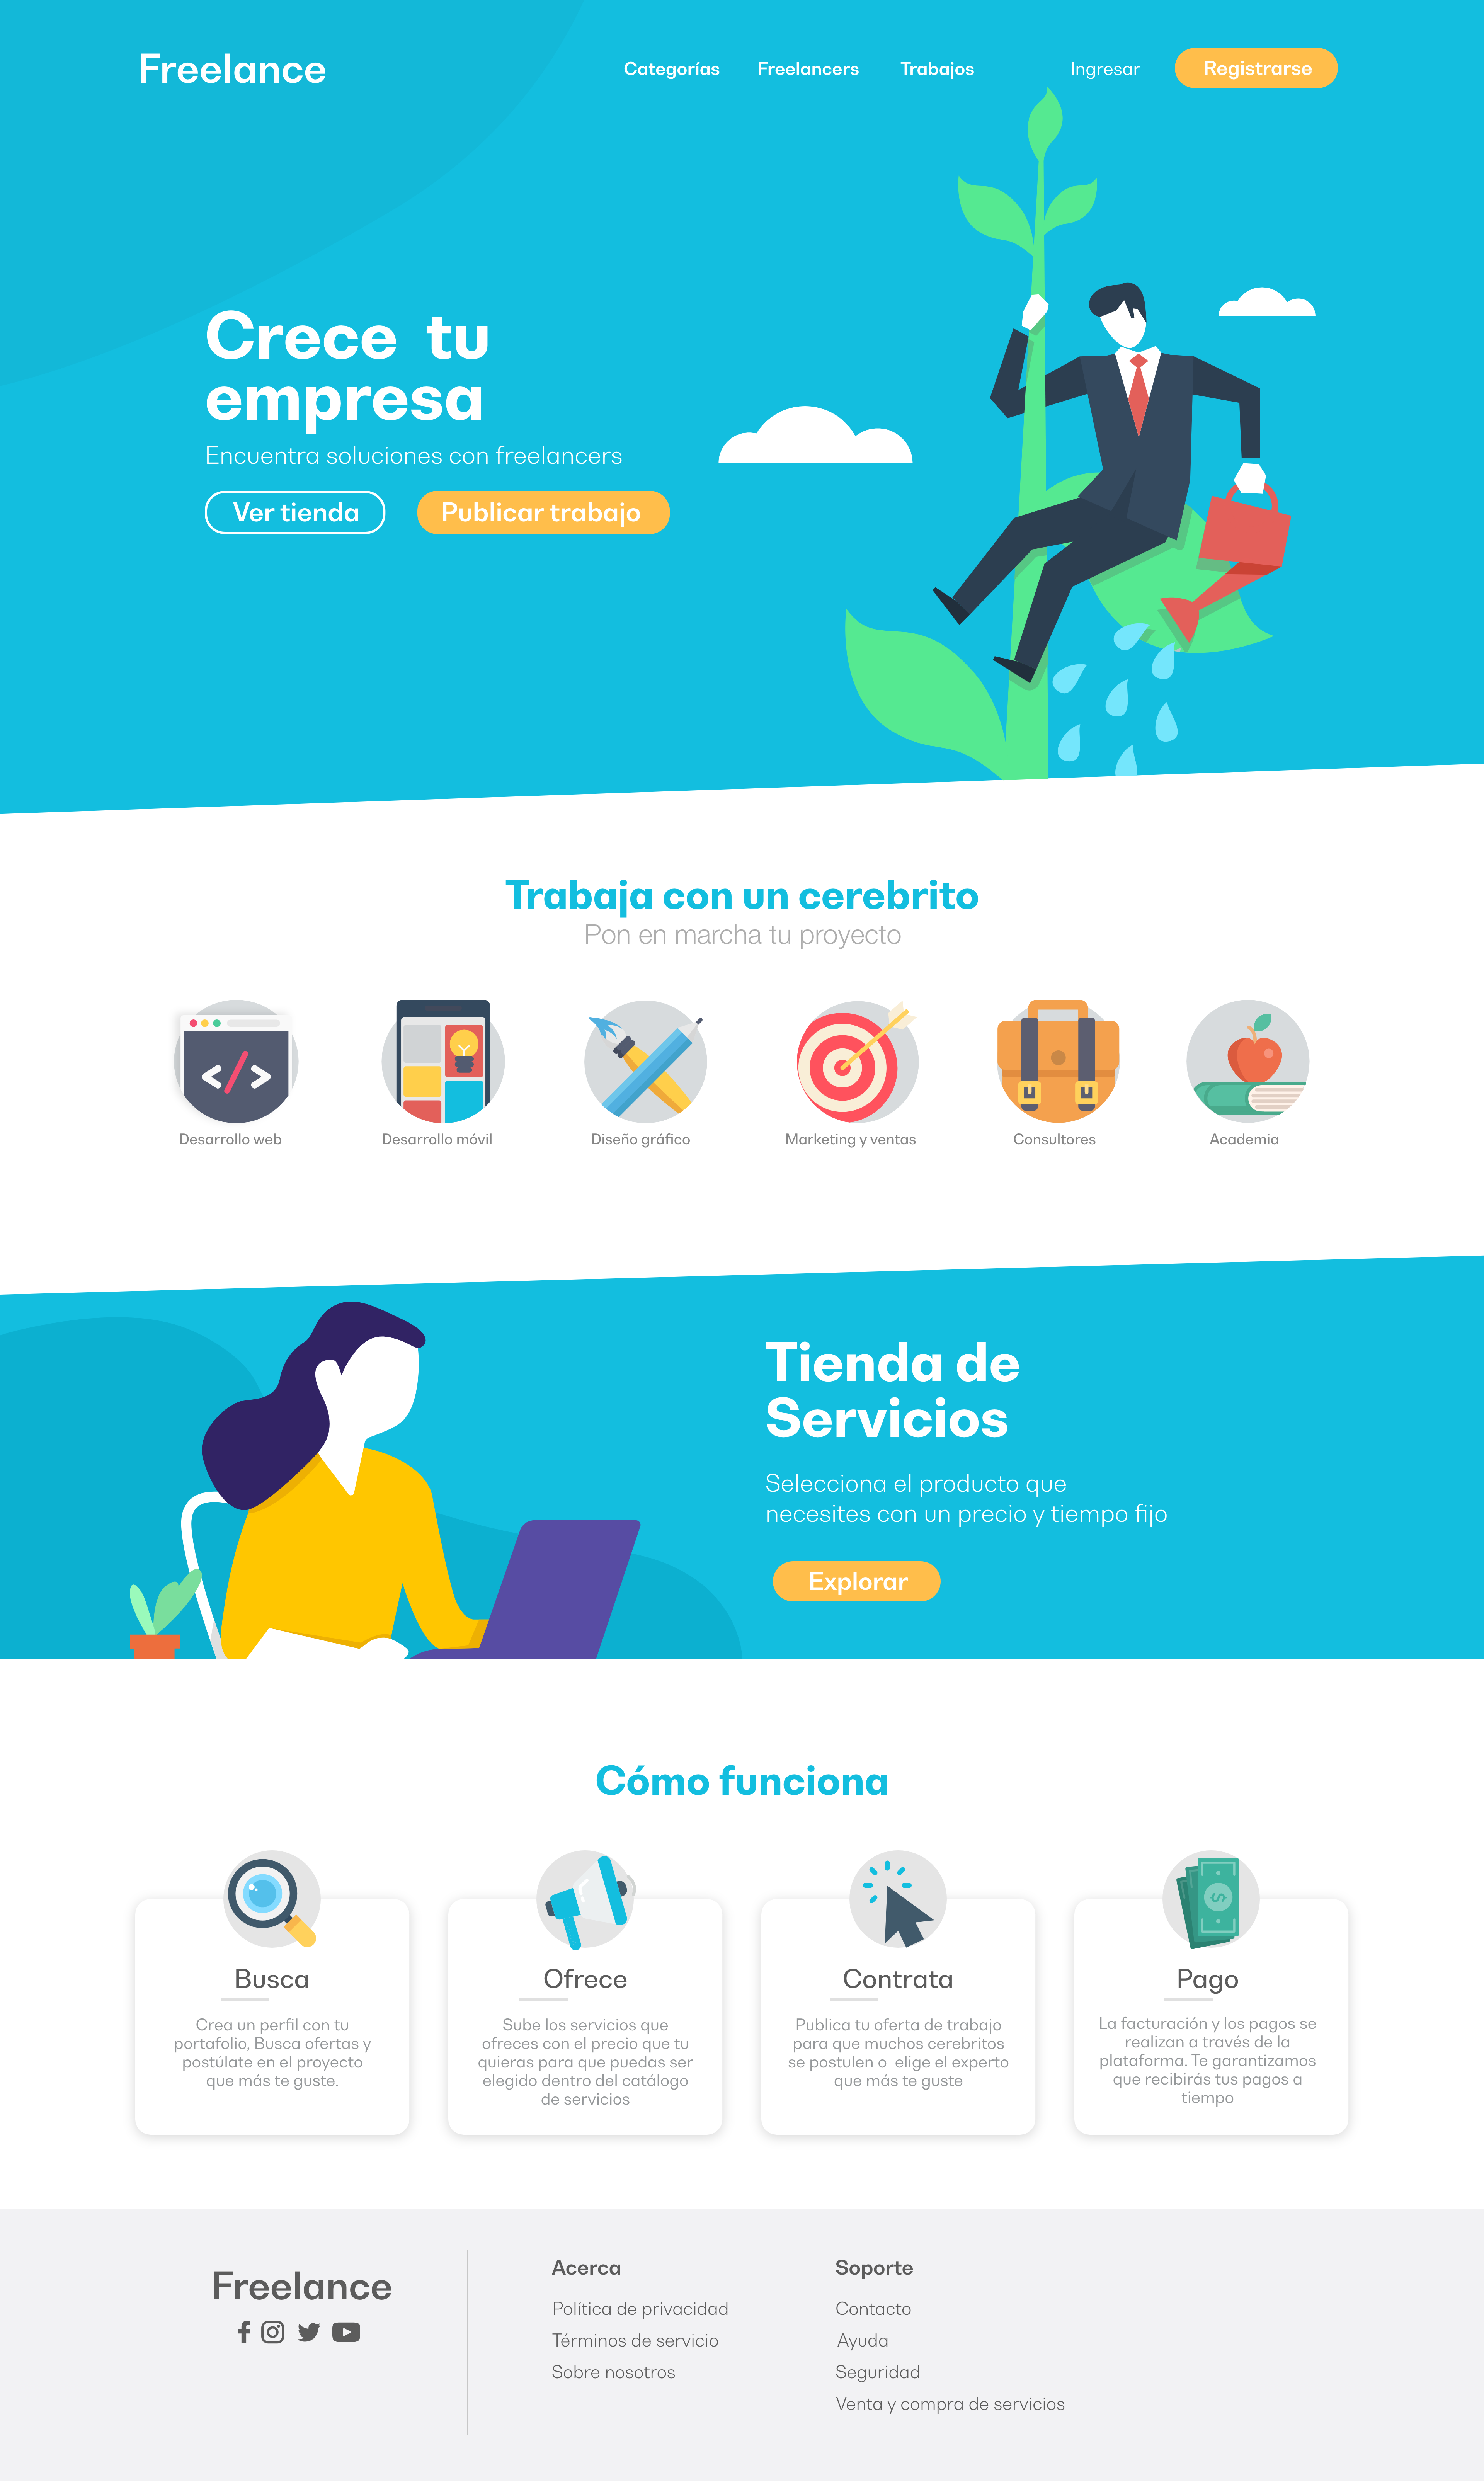 Freelance
Categorías
Freelancers
Trabajos
Ingresar
Registrarse
Crece tu
empresa
Encuentra soluciones con freelancers
Ver tienda
Publicar trabajo
Trabaja con un cerebrito
Pon en marcha tu proyecto
Desarrollo web
Desarrollo móvil
Diseño gráfico
Marketing y ventas
Consultores
Academia
Tienda de
Servicios
Selecciona el producto que
necesites con un precio y tiempo fijo
Explorar
Cómo funciona
Busca
Crea un perfil con tu
portafolio, Busca ofertas y
postúlate en el proyecto
que más te guste.
Ofrece
Sube los servicios que
ofreces con el precio que tu
quieras para que puedas ser
elegido dentro del catálogo
de servicios
Contrata
Publica tu oferta de trabajo
para que muchos cerebritos
se postulen o elige el experto
que más te guste
Pago
La facturación y los pagos se
realizan a través de la
plataforma. Te garantizamos
que recibirás tus pagos a
tiempo
Freelance
Acerca
Política de privacidad
Términos de servicio
Sobre nosotros
Soporte
Contacto
Ayuda
Seguridad
Venta y compra de servicios